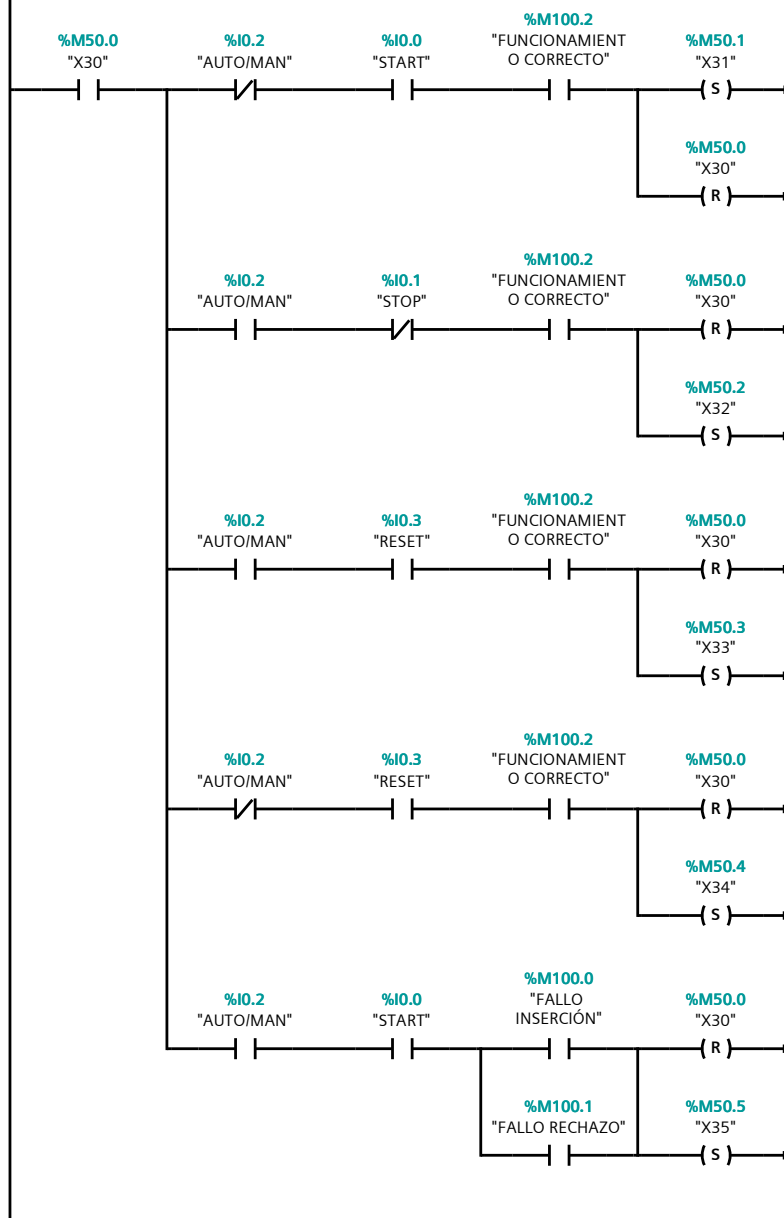 %M100.2
%M50.0 %I0.2 %I0.0 "FUNCIONAMIENT %M50.1
"X30" "AUTO/MAN" "START" O CORRECTO" "X31"
S
%M50.0
"X30"
R
%M100.2
%I0.2 %I0.1 "FUNCIONAMIENT %M50.0
"AUTO/MAN" "STOP" O CORRECTO" "X30"
R
%M50.2
"X32"
S
%M100.2
%I0.2 %I0.3 "FUNCIONAMIENT %M50.0
"AUTO/MAN" "RESET" O CORRECTO" "X30"
R
%M50.3
"X33"
S
%M100.2
%I0.2 %I0.3 "FUNCIONAMIENT %M50.0
"AUTO/MAN" "RESET" O CORRECTO" "X30"
R
%M50.4
"X34"
S
%M100.0
%I0.2 %I0.0 "FALLO %M50.0
"AUTO/MAN" "START" INSERCIÓN" "X30"
R
%M100.1 %M50.5
"FALLO RECHAZO" "X35"
S